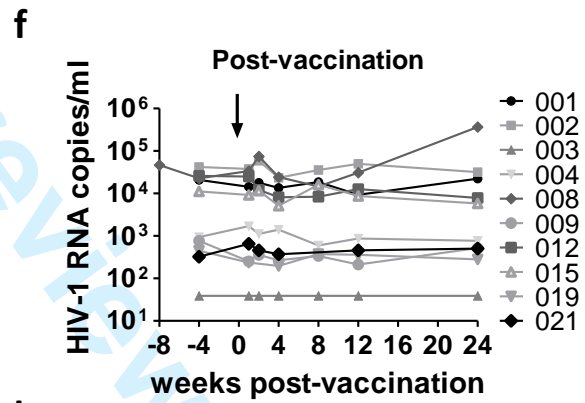 f
Post-vaccination
HIV-1 RNA copies/ml
10⁶
10⁵
10⁴
10³
10²
10¹
-8 -4 0 4 8 12 16 20 24
weeks post-vaccination
001
002
003
004
008
009
012
015
019
021
review